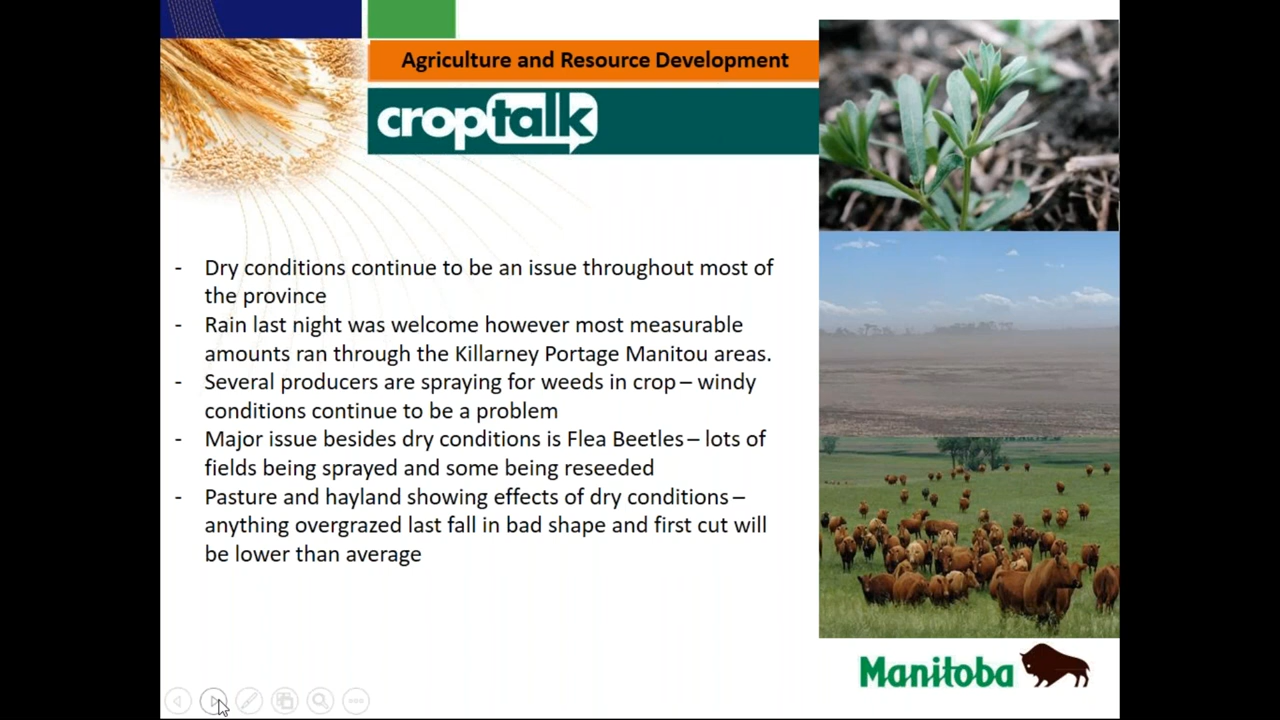 Agriculture and Resource Development
croptalk
- Dry conditions continue to be an issue throughout most of
the province
- Rain last night was welcome however most measurable
amounts ran through the Killarney Portage Manitou areas.
- Several producers are spraying for weeds in crop – windy
conditions continue to be a problem
- Major issue besides dry conditions is Flea Beetles – lots of
fields being sprayed and some being reseeded
- Pasture and hayland showing effects of dry conditions –
anything overgrazed last fall in bad shape and first cut will
be lower than average
Manitoba